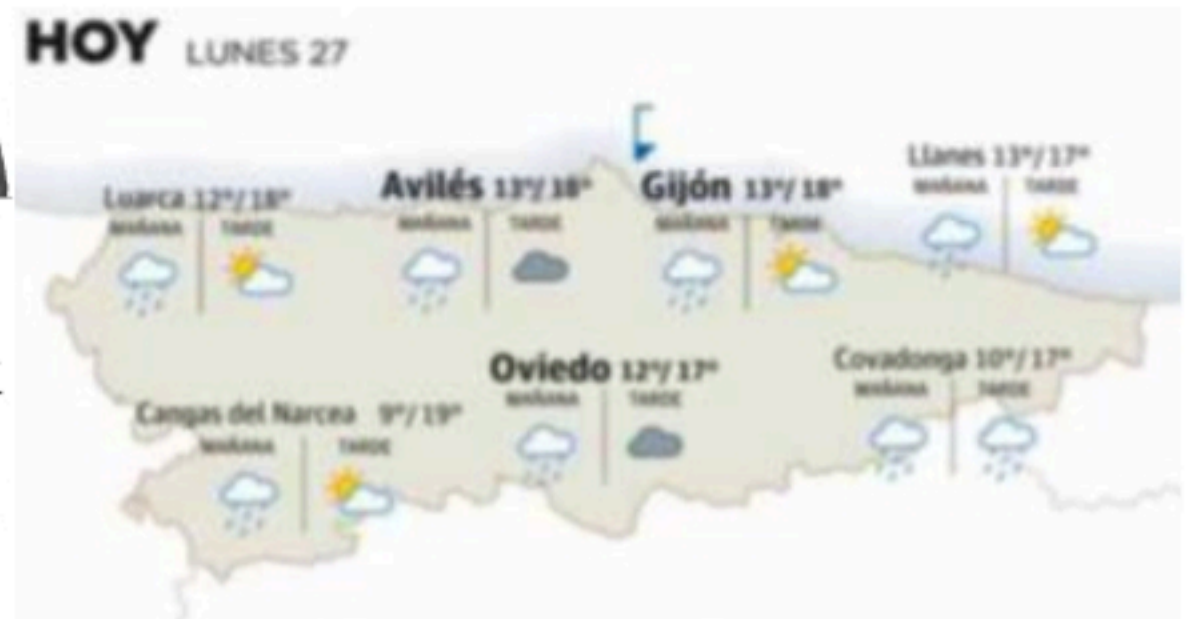 HOY LUNES 27
Llanes 13°/17°
MAÑANA TARDE
Luarca 12°/18°
MAÑANA TARDE
Avilés 13°/18°
MAÑANA TARDE
Gijón 13°/18°
MAÑANA TARDE
Oviedo 12°/17°
MAÑANA TARDE
Covadonga 10°/17°
MAÑANA TARDE
Cangas del Narcea 9°/19°
MAÑANA TARDE